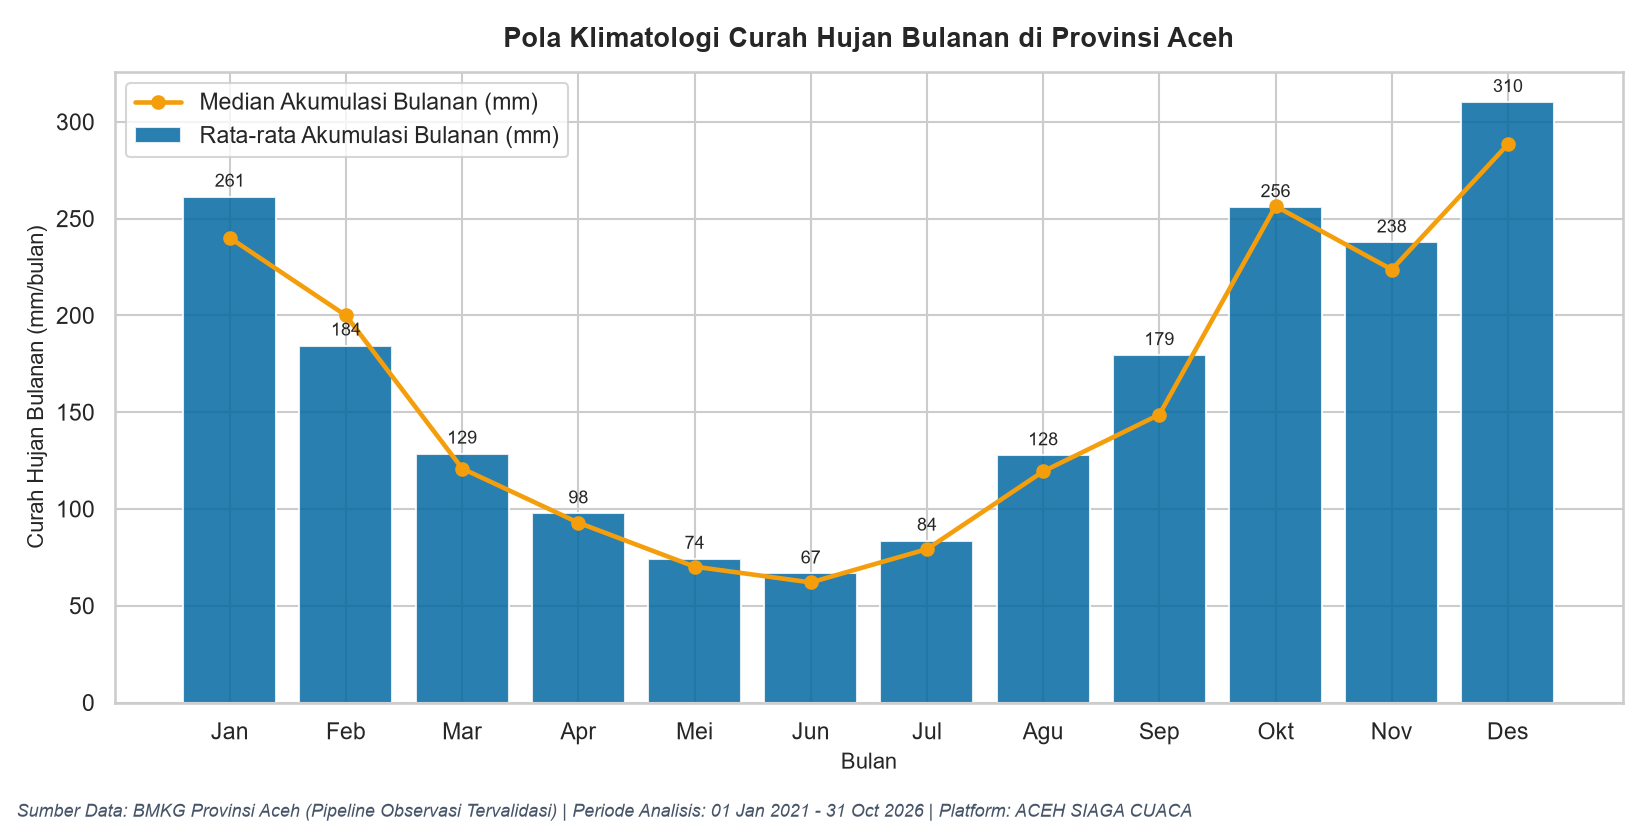 Pola Klimatologi Curah Hujan Bulanan di Provinsi Aceh
Median Akumulasi Bulanan (mm)
Rata-rata Akumulasi Bulanan (mm)
Curah Hujan Bulanan (mm/bulan)
300
250
200
150
100
50
0
261
184
129
98
74
67
84
128
179
256
238
310
Jan Feb Mar Apr Mei Jun Jul Agu Sep Okt Nov Des
Bulan
Sumber Data: BMKG Provinsi Aceh (Pipeline Observasi Tervalidasi) | Periode Analisis: 01 Jan 2021 - 31 Oct 2026 | Platform: ACEH SIAGA CUACA